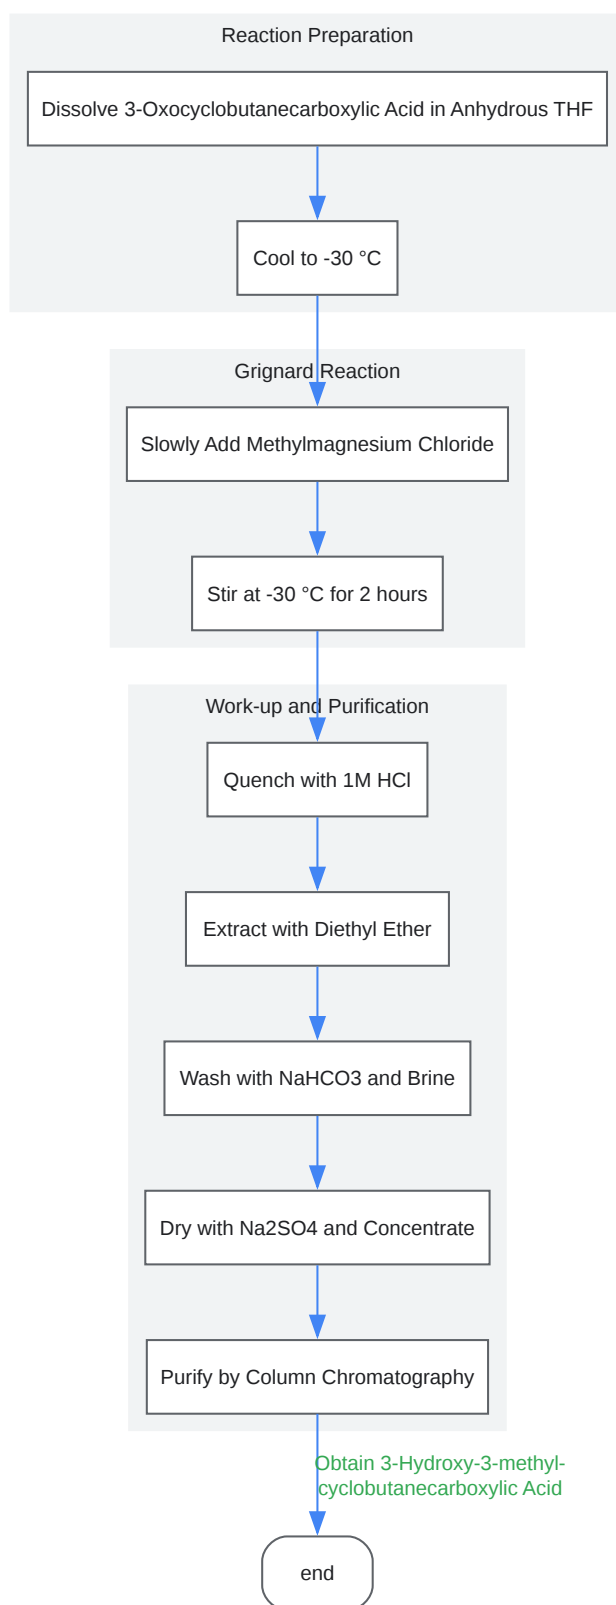 Reaction Preparation
Dissolve 3-Oxocyclobutanecarboxylic Acid in Anhydrous THF
Cool to -30 °C
Grignard Reaction
Slowly Add Methylmagnesium Chloride
Stir at -30 °C for 2 hours
Work-up and Purification
Quench with 1M HCl
Extract with Diethyl Ether
Wash with NaHCO3 and Brine
Dry with Na2SO4 and Concentrate
Purify by Column Chromatography
Obtain 3-Hydroxy-3-methyl-
cyclobutanecarboxylic Acid
end